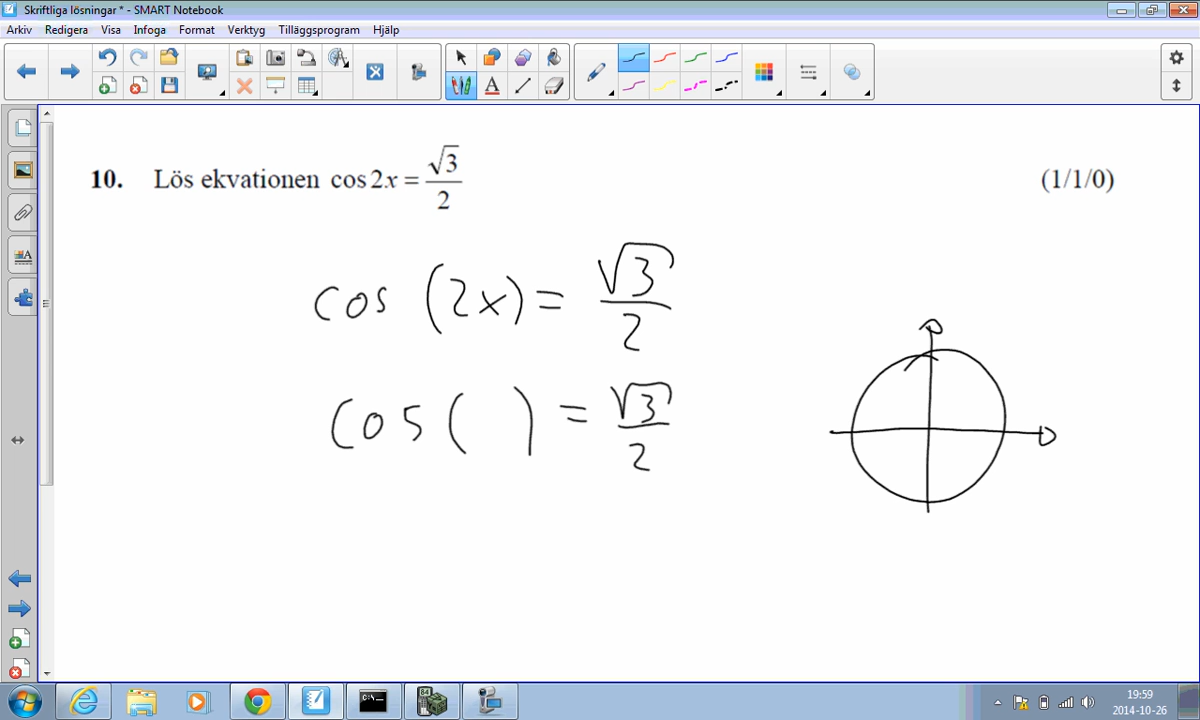 Skriftliga lösningar * - SMART Notebook
Arkiv Redigera Visa Infoga Format Verktyg Tilläggsprogram Hjälp
10. Lös ekvationen cos 2x = √3/2 (1/1/0)
cos (2x) = √3/2
cos ( ) = √3/2
19:59
2014-10-26